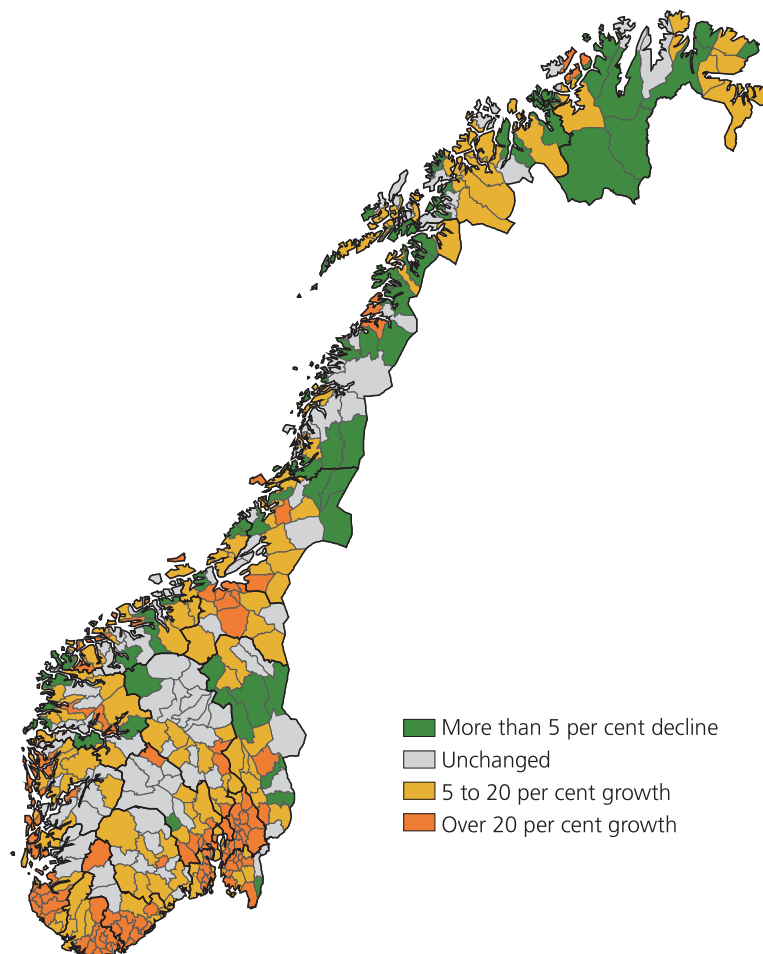 More than 5 per cent decline
Unchanged
5 to 20 per cent growth
Over 20 per cent growth